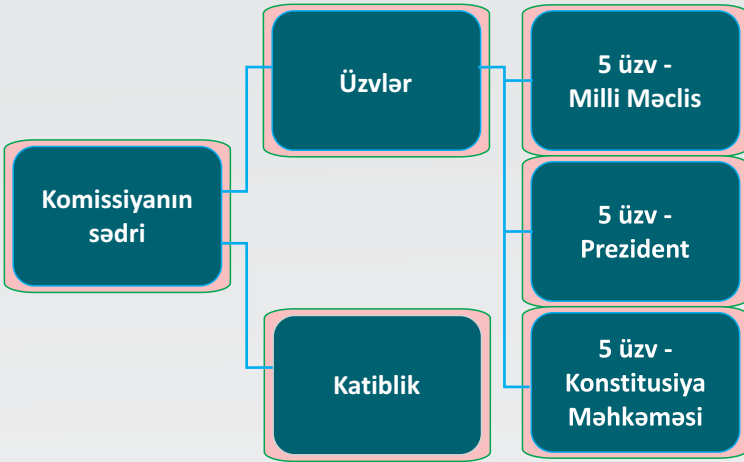 Komissiyanın
sədri
Üzvlər
Katiblik
5 üzv -
Milli Məclis
5 üzv -
Prezident
5 üzv -
Konstitusiya
Məhkəməsi